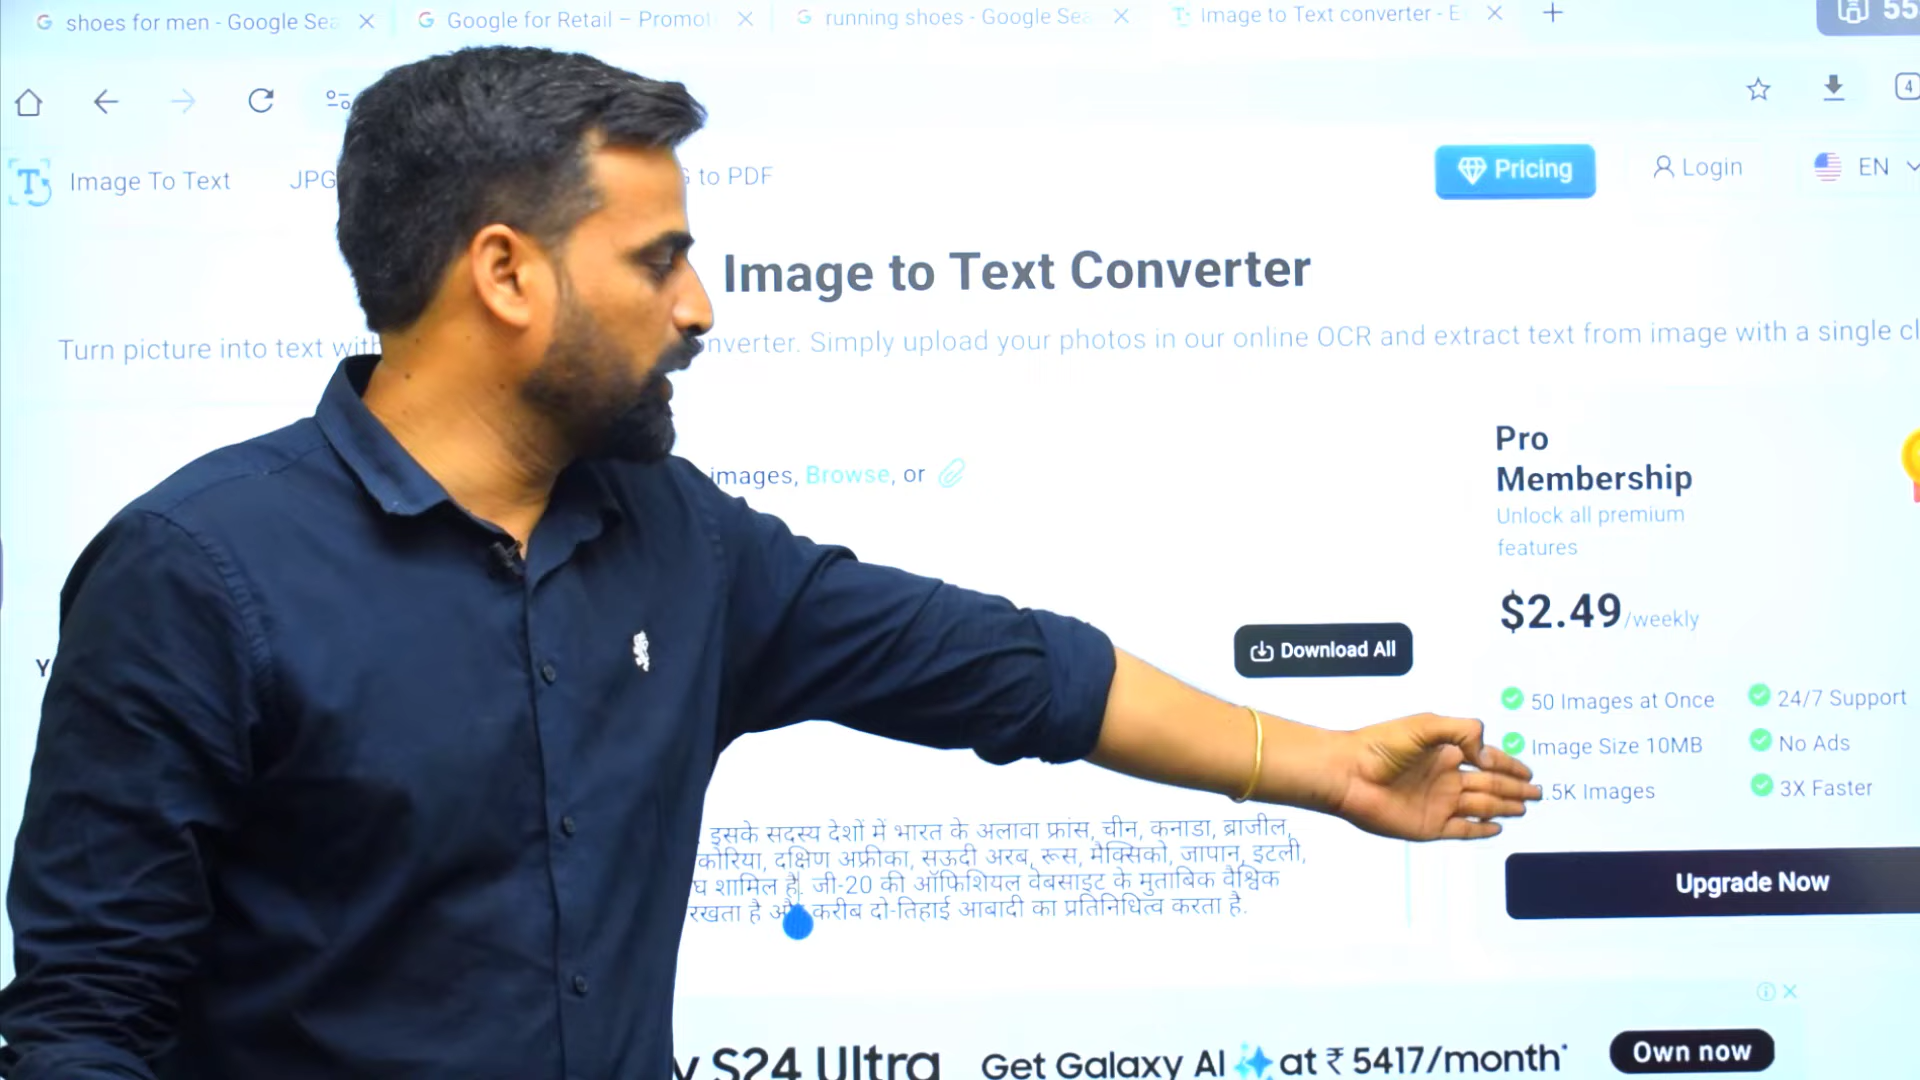 shoes for men - Google Sea
Google for Retail – Promot
running shoes - Google Sea
Image to Text converter - E
55
4
Image To Text
JPG
to PDF
Pricing
Login
EN
Image to Text Converter
Turn picture into text with
nverter. Simply upload your photos in our online OCR and extract text from image with a single cl
images, Browse, or
Pro
Membership
Unlock all premium
features
$2.49/weekly
Download All
Y
50 Images at Once
24/7 Support
Image Size 10MB
No Ads
.5K Images
3X Faster
इसके सदस्य देशों में भारत के अलावा फ्रांस, चीन, कनाडा, ब्राजील,
कोरिया, दक्षिण अफ्रीका, सऊदी अरब, रूस, मैक्सिको, जापान, इटली,
घ शामिल है. जी-20 की ऑफिशियल वेबसाइट के मुताबिक वैश्विक
रखता है और करीब दो-तिहाई आबादी का प्रतिनिधित्व करता है.
Upgrade Now
S24 Ultra
Get Galaxy AI at ₹ 5417/month*
Own now